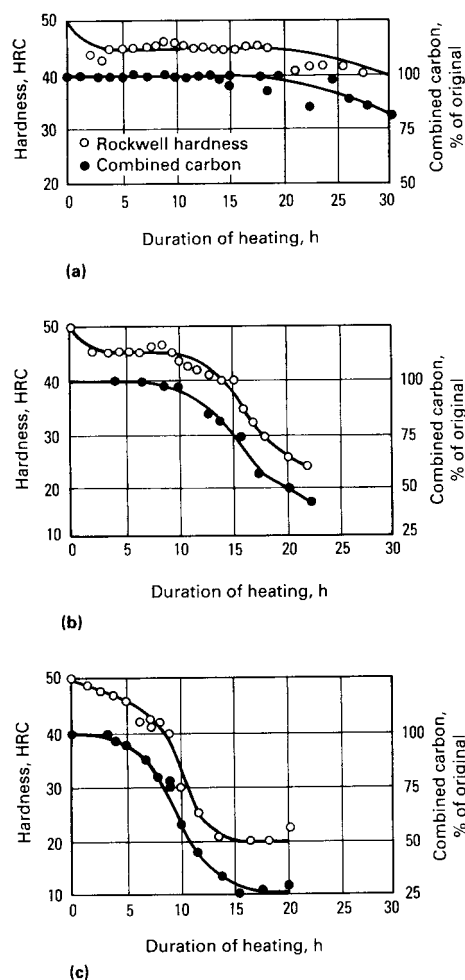 50
40
30
20
Hardness, HRC
Rockwell hardness
Combined carbon
100
75
50
Combined carbon,
% of original
0 5 10 15 20 25 30
Duration of heating, h
(a)
50
40
30
20
10
Hardness, HRC
100
75
50
25
Combined carbon,
% of original
0 5 10 15 20 25 30
Duration of heating, h
(b)
50
40
30
20
10
Hardness, HRC
100
75
50
25
Combined carbon,
% of original
0 5 10 15 20 25 30
Duration of heating, h
(c)